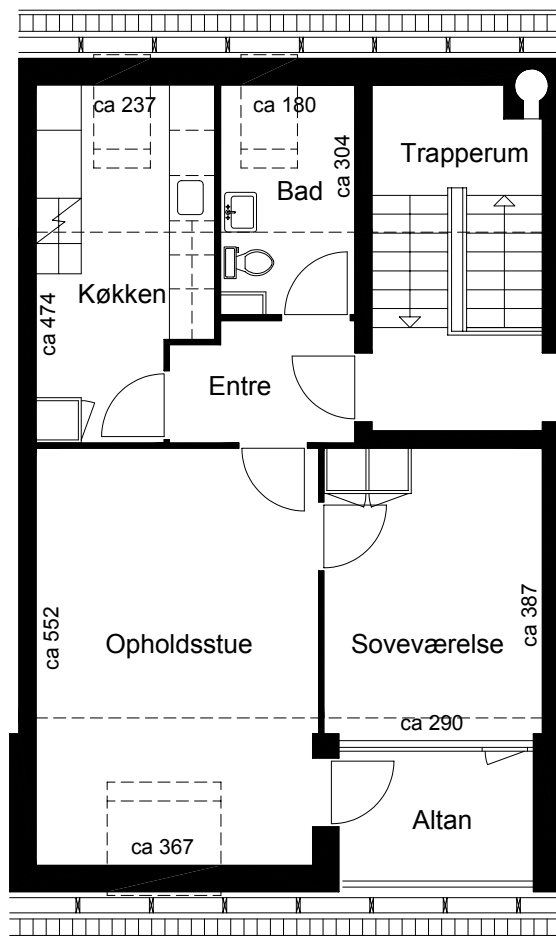 ca 237
ca 180
ca 304
Trapperum
Bad
Køkken
ca 474
Entre
ca 552
Opholdsstue
Soveværelse
ca 387
ca 290
Altan
ca 367